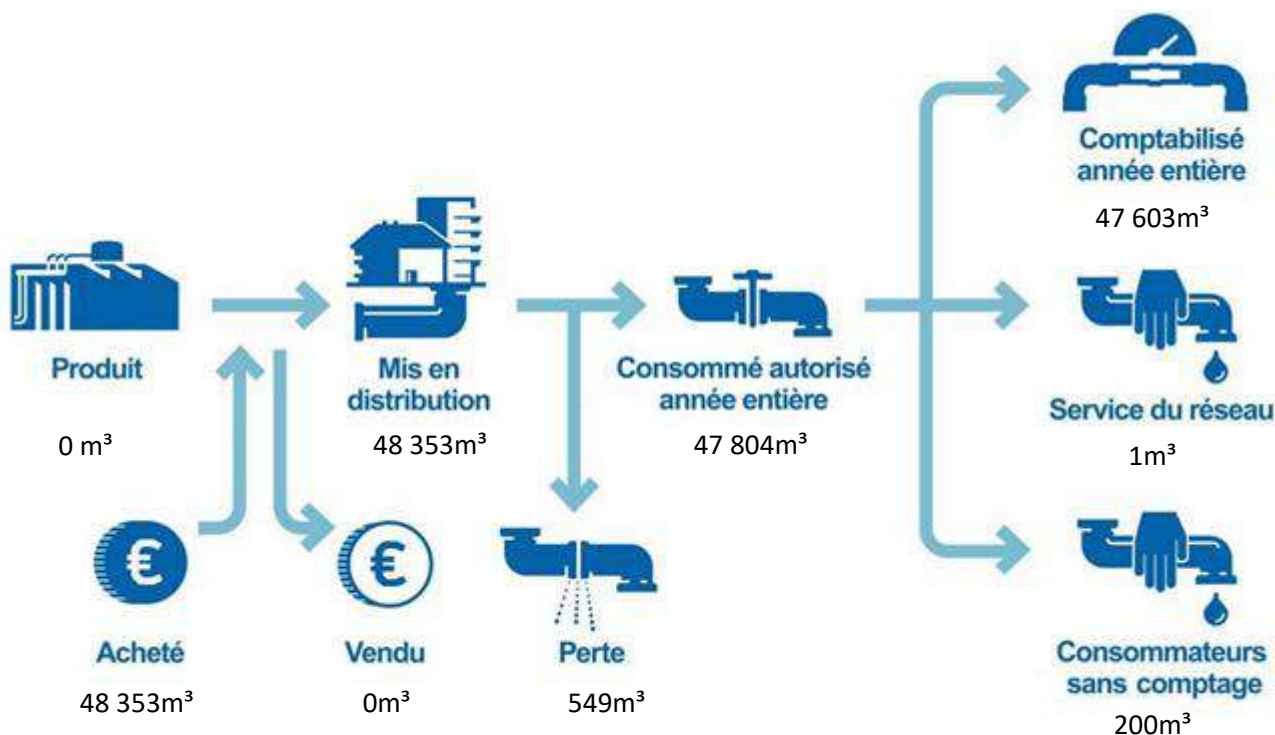 Comptabilisé
année entière
47 603m³
Produit
0 m³
Mis en
distribution
48 353m³
Consommé autorisé
année entière
47 804m³
Service du réseau
1m³
€
Acheté
48 353m³
€
Vendu
0m³
Perte
549m³
Consommateurs
sans comptage
200m³